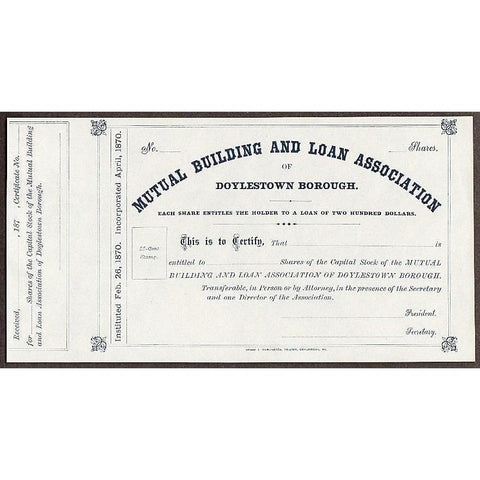 Received, , 187 , Certificate No.
for Shares of the Capital Stock of the Mutual Building
and Loan Association of Doylestown Borough.
Instituted Feb. 26, 1870. Incorporated April, 1870.
No. Shares,
MUTUAL BUILDING AND LOAN ASSOCIATION
OF
DOYLESTOWN BOROUGH.
EACH SHARE ENTITLES THE HOLDER TO A LOAN OF TWO HUNDRED DOLLARS.
25-Cent
Stamp.
This is to Certify, That is
entitled to Shares of the Capital Stock of the MUTUAL
BUILDING AND LOAN ASSOCIATION OF DOYLESTOWN BOROUGH.
Transferable, in Person or by Attorney, in the presence of the Secretary
and one Director of the Association.
President.
Secretary.